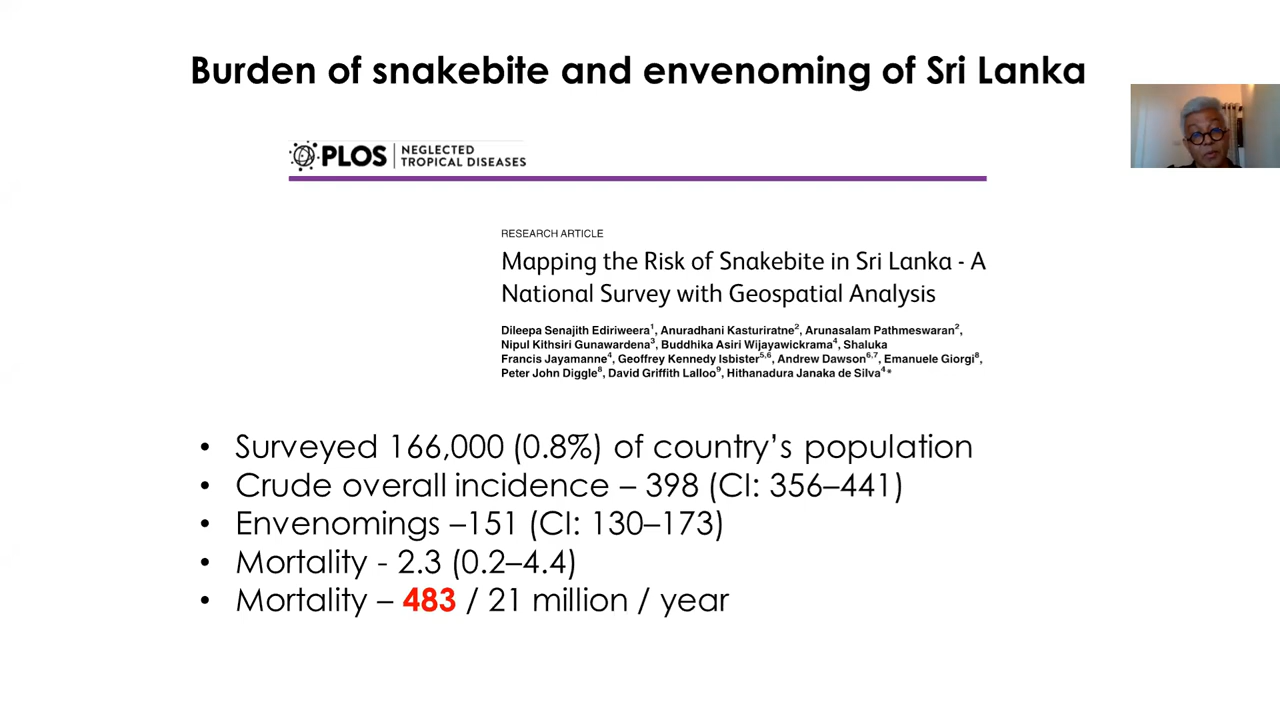 Burden of snakebite and envenoming of Sri Lanka
PLOS | NEGLECTED
TROPICAL DISEASES
RESEARCH ARTICLE
Mapping the Risk of Snakebite in Sri Lanka - A
National Survey with Geospatial Analysis
Dileepa Senajith Ediriweera1, Anuradhani Kasturiratne2, Arunasalam Pathmeswaran2,
Nipul Kithsiri Gunawardena3, Buddhika Asiri Wijayawickrama4, Shaluka
Francis Jayamanne4, Geoffrey Kennedy Isbister5,6, Andrew Dawson6,7, Emanuele Giorgi8,
Peter John Diggle8, David Griffith Lalloo9, Hithanadura Janaka de Silva4*
• Surveyed 166,000 (0.8%) of country’s population
• Crude overall incidence – 398 (CI: 356–441)
• Envenomings –151 (CI: 130–173)
• Mortality - 2.3 (0.2–4.4)
• Mortality – 483 / 21 million / year